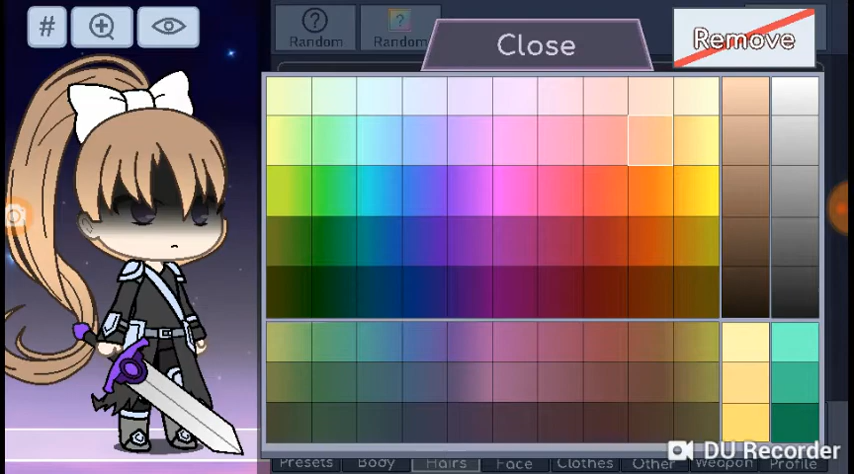 #
?
Random
?
Random
Close
Remove
DU Recorder
Presets Body Hairs Face Clothes Other Weapon Profile